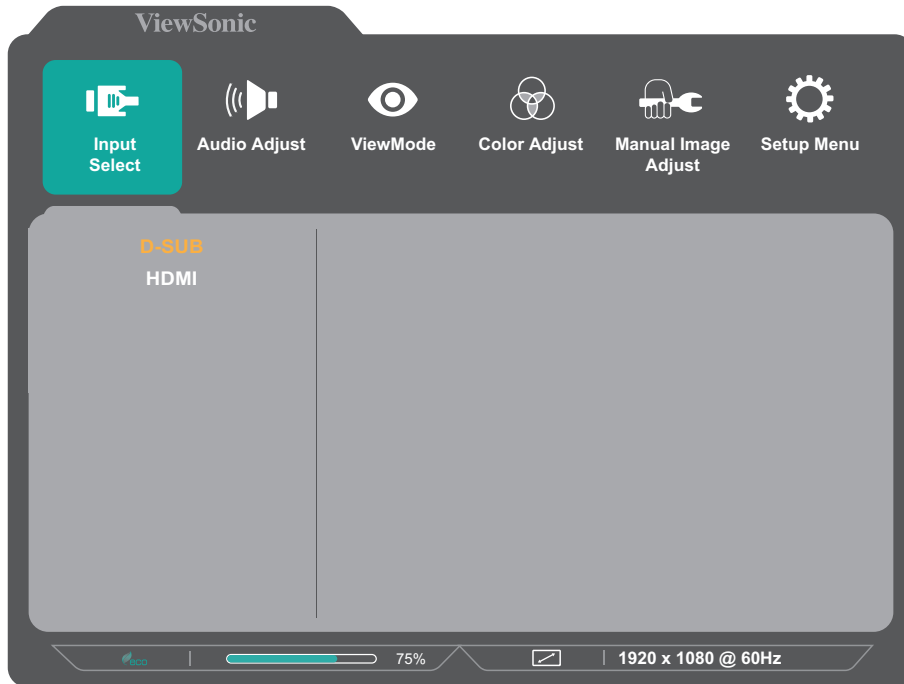 ViewSonic
Input
Select
Audio Adjust
ViewMode
Color Adjust
Manual Image
Adjust
Setup Menu
D-SUB
HDMI
eco
75%
1920 x 1080 @ 60Hz